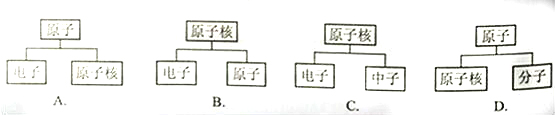 原子 原子核 原子核 原子
电子 原子核 电子 原子 电子 中子 原子核 分子
A. B. C. D.